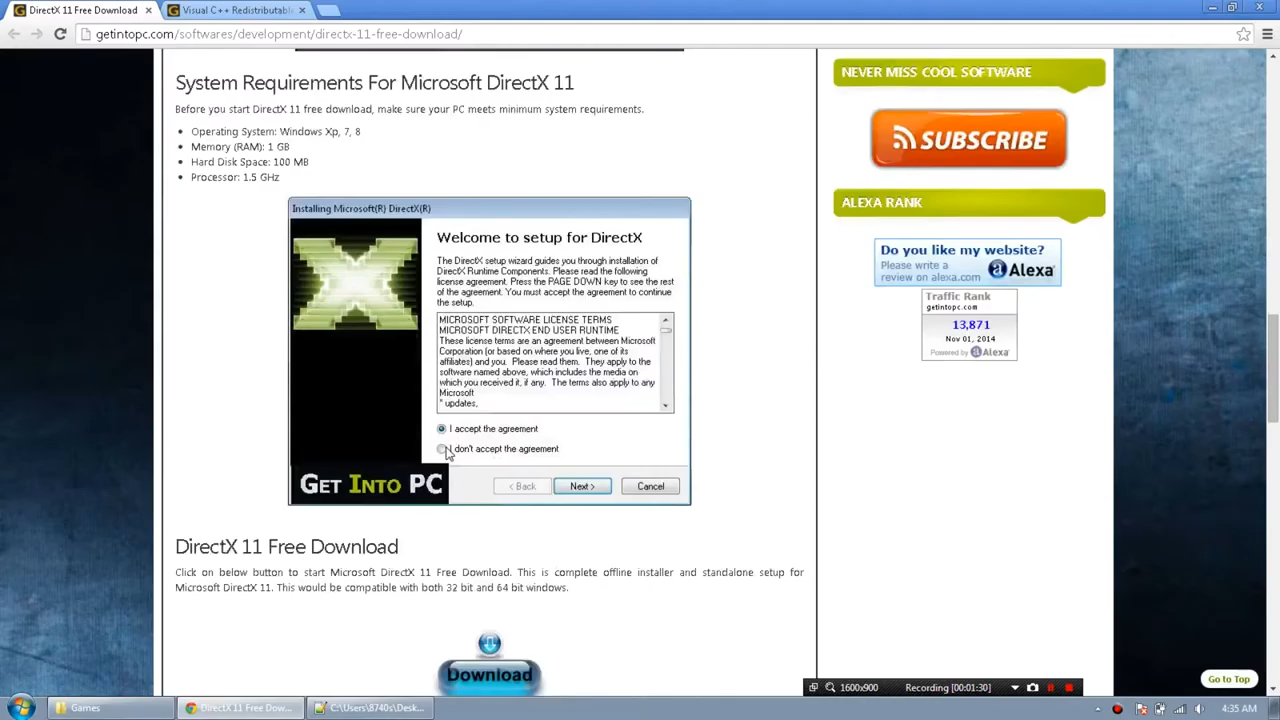 DirectX 11 Free Download
Visual C++ Redistributable
getintopc.com/softwares/development/directx-11-free-download/
System Requirements For Microsoft DirectX 11
Before you start DirectX 11 free download, make sure your PC meets minimum system requirements.
Operating System: Windows Xp, 7, 8
Memory (RAM): 1 GB
Hard Disk Space: 100 MB
Processor: 1.5 GHz
Installing Microsoft(R) DirectX(R)
Welcome to setup for DirectX
The DirectX setup wizard guides you through installation of
DirectX Runtime Components. Please read the following
license agreement. Press the PAGE DOWN key to see the rest
of the agreement. You must accept the agreement to continue
the setup.
MICROSOFT SOFTWARE LICENSE TERMS
MICROSOFT DIRECTX END USER RUNTIME
These license terms are an agreement between Microsoft
Corporation (or based on where you live, one of its
affiliates) and you. Please read them. They apply to the
software named above, which includes the media on
which you received it, if any. The terms also apply to any
Microsoft
" updates,
I accept the agreement
I don't accept the agreement
GET INTO PC
< Back
Next >
Cancel
DirectX 11 Free Download
Click on below button to start Microsoft DirectX 11 Free Download. This is complete offline installer and standalone setup for
Microsoft DirectX 11. This would be compatible with both 32 bit and 64 bit windows.
Download
NEVER MISS COOL SOFTWARE
SUBSCRIBE
ALEXA RANK
Do you like my website?
Please write a
review on alexa.com
Alexa
Traffic Rank
getintopc.com
13,871
Nov 01, 2014
Powered by Alexa
Go to Top
1600x900
Recording [00:01:30]
Games
DirectX 11 Free Dow...
C:\Users\8740s\Desk...
4:35 AM